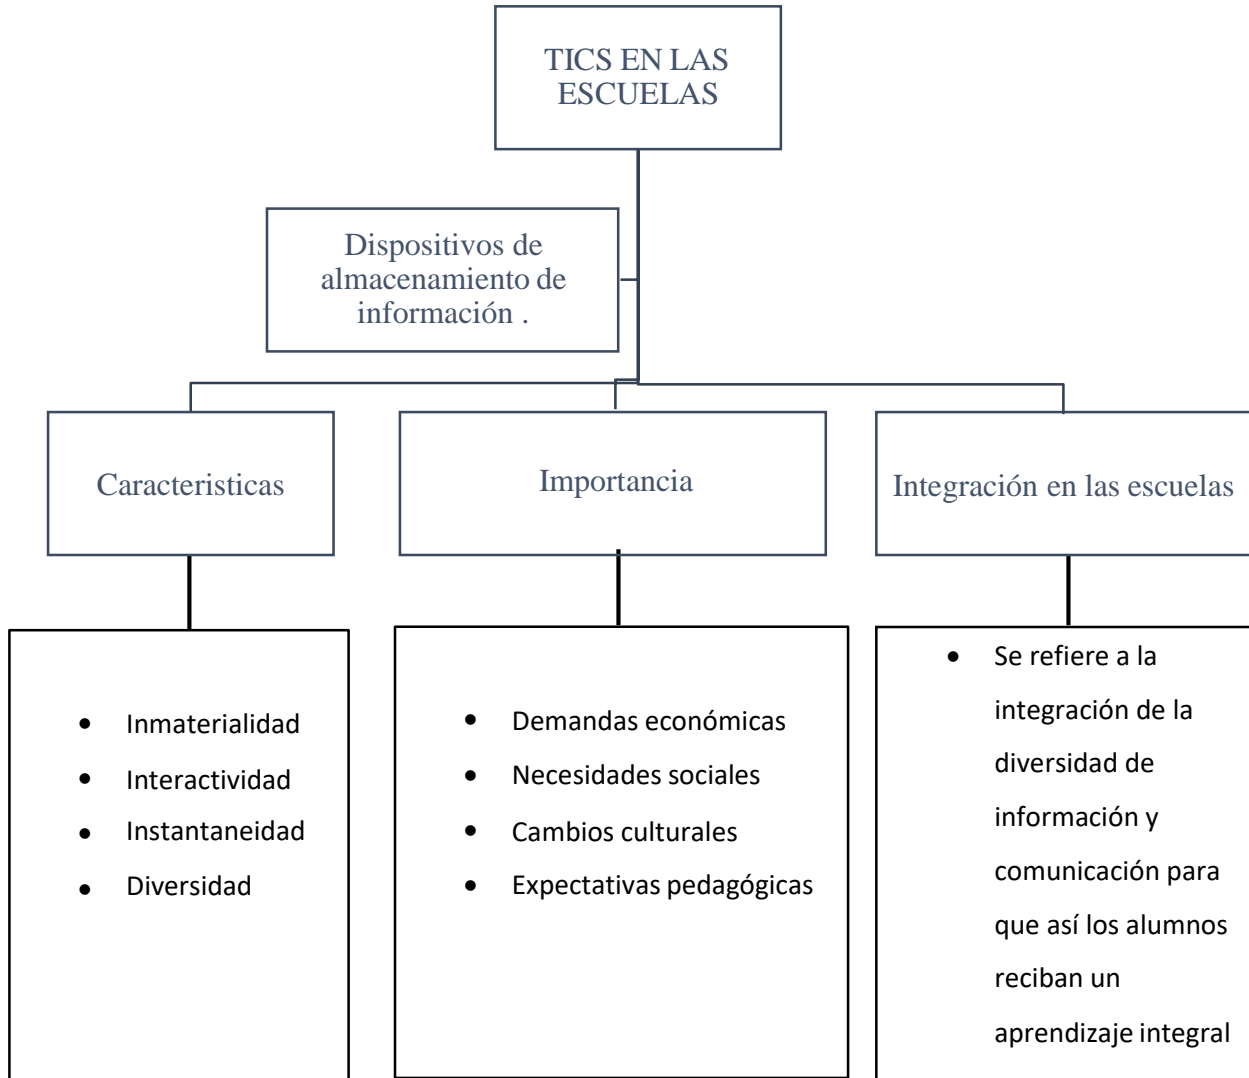 TICS EN LAS
ESCUELAS
Dispositivos de
almacenamiento de
información .
Caracteristicas
Importancia
Integración en las escuelas
• Inmaterialidad
• Interactividad
• Instantaneidad
• Diversidad
• Demandas económicas
• Necesidades sociales
• Cambios culturales
• Expectativas pedagógicas
• Se refiere a la
integración de la
diversidad de
información y
comunicación para
que así los alumnos
reciban un
aprendizaje integral